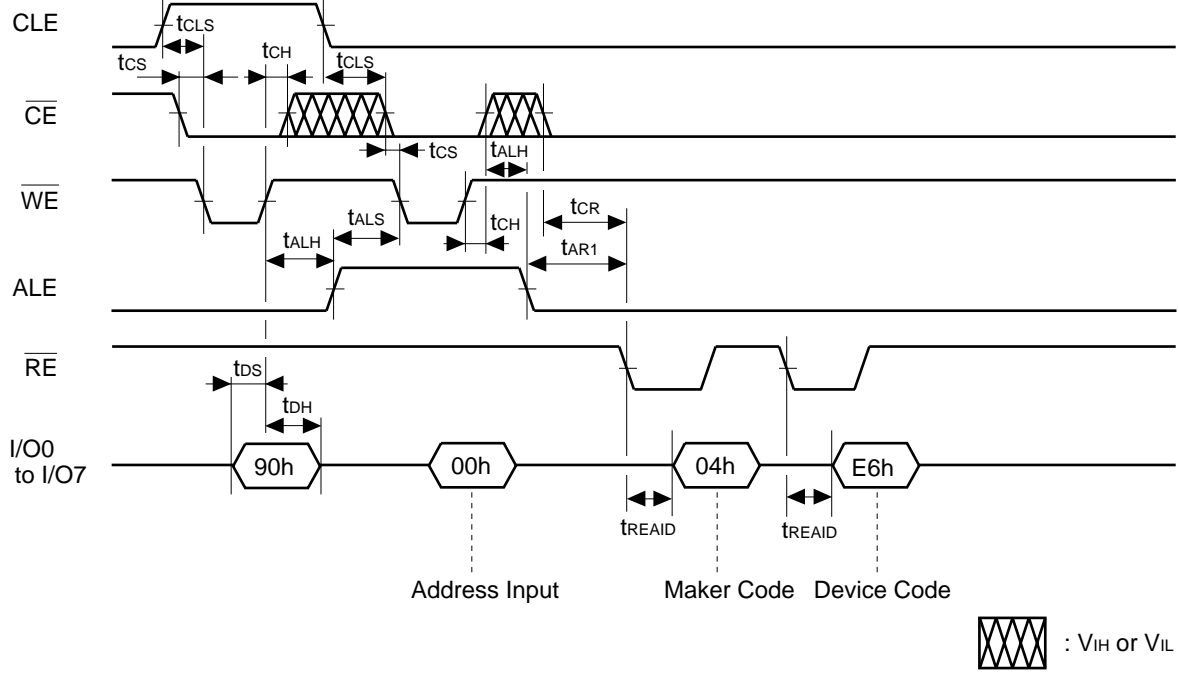 CLE
tCLS
tCS
tCH
tCLS
CE
tCS
tALH
WE
tALH
tALS
tCH
tCR
tAR1
ALE
RE
tDS
tDH
I/O0
to I/O7
90h
00h
04h
E6h
tREAID
tREAID
Address Input
Maker Code
Device Code
: VIH or VIL